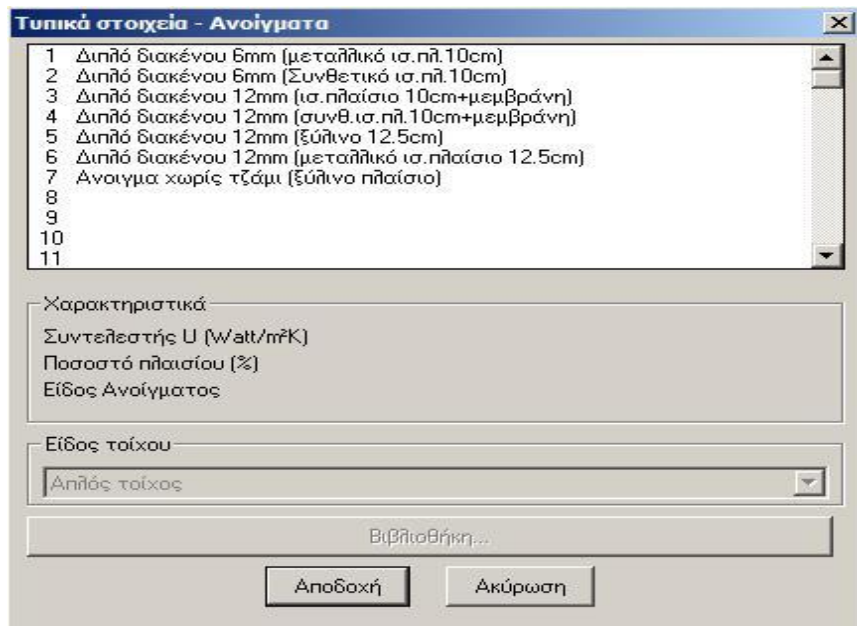 Τυπικά στοιχεία - Ανοίγματα
1 Διπλό διακένου 6mm (μεταλλικό ισ.πλ.10cm)
2 Διπλό διακένου 6mm (Συνθετικό ισ.πλ.10cm)
3 Διπλό διακένου 12mm (ισ.πλαίσιο 10cm+μεμβράνη)
4 Διπλό διακένου 12mm (συνθ.ισ.πλ.10cm+μεμβράνη)
5 Διπλό διακένου 12mm (ξύλινο 12.5cm)
6 Διπλό διακένου 12mm (μεταλλικό ισ.πλαίσιο 12.5cm)
7 Ανοιγμα χωρίς τζάμι (ξύλινο πλαίσιο)
8
9
10
11
Χαρακτηριστικά
Συντελεστής U (Watt/m²K)
Ποσοστό πλαισίου (%)
Είδος Ανοίγματος
Είδος τοίχου
Απλός τοίχος
Βιβλιοθήκη...
Αποδοχή Ακύρωση